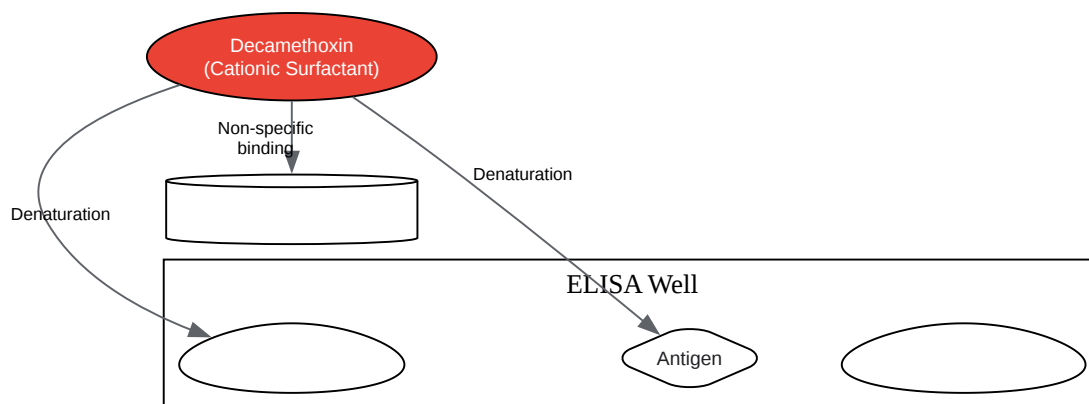 Decamethoxin
(Cationic Surfactant)
Non-specific
binding
Denaturation
Denaturation
ELISA Well
Antigen